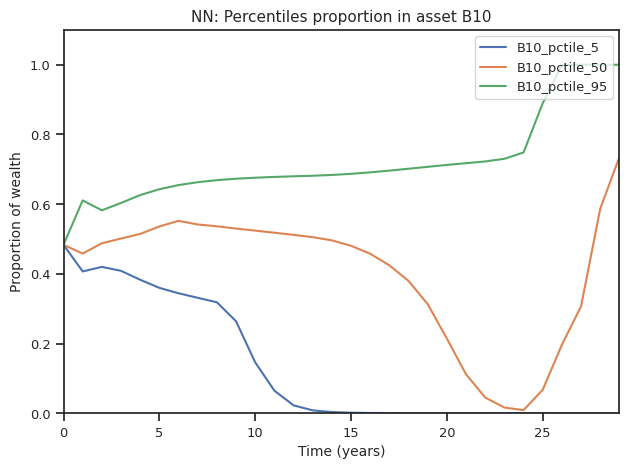 NN: Percentiles proportion in asset B10
B10_pctile_5
B10_pctile_50
B10_pctile_95
Proportion of wealth
1.0
0.8
0.6
0.4
0.2
0.0
0 5 10 15 20 25
Time (years)